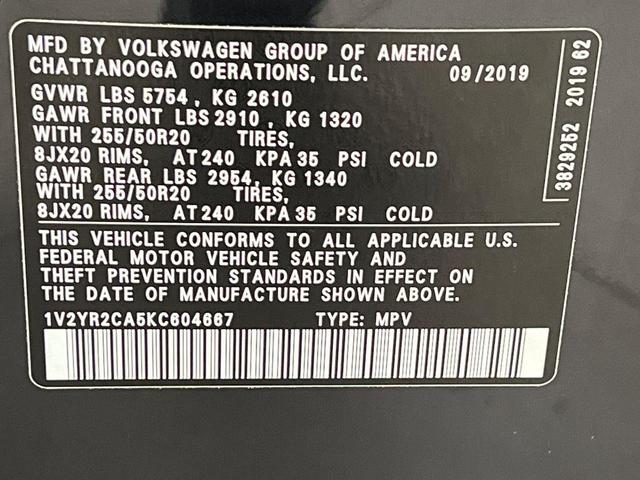 MFD BY VOLKSWAGEN GROUP OF AMERICA
CHATTANOOGA OPERATIONS, LLC. 09/2019
GVWR LBS 5754 , KG 2610
GAWR FRONT LBS 2910 , KG 1320
WITH 255/50R20 TIRES,
8JX20 RIMS, AT 240 KPA 35 PSI COLD
GAWR REAR LBS 2954 , KG 1340
WITH 255/50R20 TIRES,
8JX20 RIMS, AT 240 KPA 35 PSI COLD
THIS VEHICLE CONFORMS TO ALL APPLICABLE U.S.
FEDERAL MOTOR VEHICLE SAFETY AND
THEFT PREVENTION STANDARDS IN EFFECT ON
THE DATE OF MANUFACTURE SHOWN ABOVE.
1V2YR2CA5KC604667 TYPE: MPV
3829252 2019 62